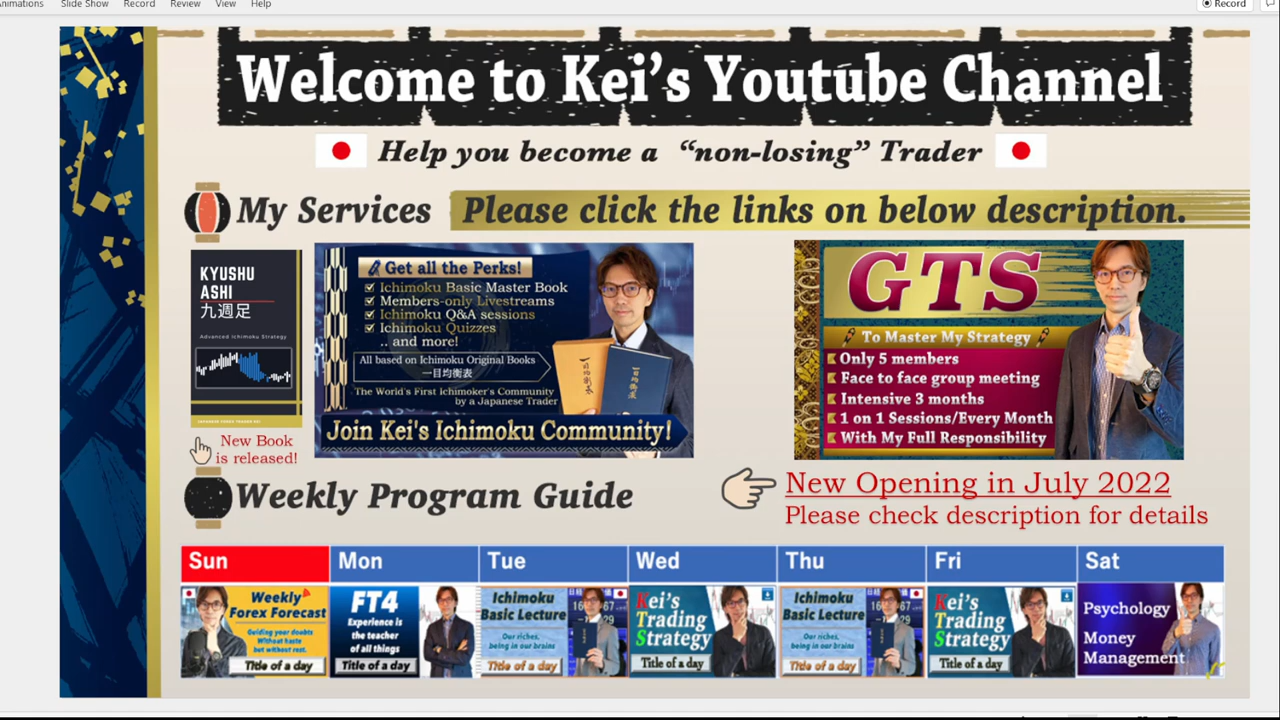 Animations Slide Show Record Review View Help Record
Welcome to Kei's Youtube Channel
Help you become a “non-losing” Trader
My Services Please click the links on below description.
KYUSHU
ASHI
九週足
Advanced Ichimoku Strategy
New Book
is released!
Get all the Perks!
Ichimoku Basic Master Book
Members-only Livestreams
Ichimoku Q&A sessions
Ichimoku Quizzes
.. and more!
All based on Ichimoku Original Books
一目均衡表
The World's First Ichimoker's Community
by a Japanese Trader
Join Kei's Ichimoku Community!
GTS
To Master My Strategy
Only 5 members
Face to face group meeting
Intensive 3 months
1 on 1 Sessions/Every Month
With My Full Responsibility
New Opening in July 2022
Please check description for details
Weekly Program Guide
Sun Mon Tue Wed Thu Fri Sat
Weekly
Forex Forecast
Guiding your doubts
Without haste
but without rest.
Title of a day
FT4
Experience is
the teacher
of all things
Title of a day
Ichimoku
Basic Lecture
Our riches,
being in our brains
Title of a day
Kei's
Trading
Strategy
Title of a day
Ichimoku
Basic Lecture
Our riches,
being in our brains
Title of a day
Kei's
Trading
Strategy
Title of a day
Psychology
Money
Management